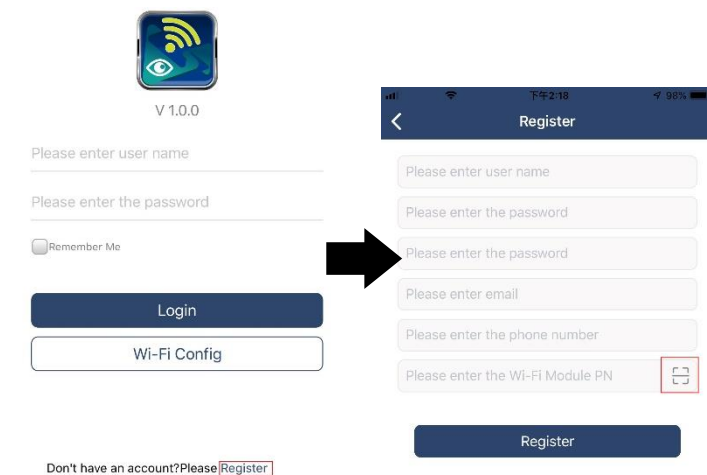 V 1.0.0
Please enter user name
Please enter the password
Remember Me
Login
Wi-Fi Config
Don't have an account?Please Register
下午2:18
98%
Register
Please enter user name
Please enter the password
Please enter the password
Please enter email
Please enter the phone number
Please enter the Wi-Fi Module PN
Register